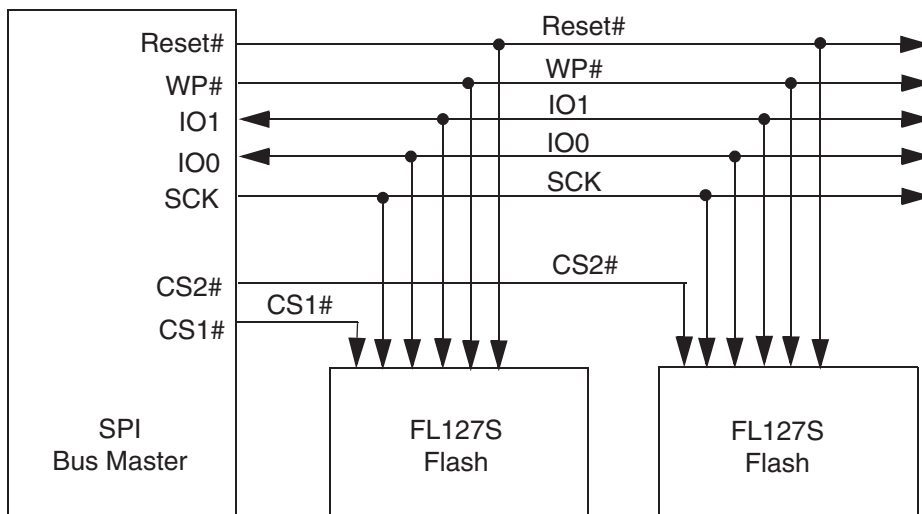 Reset#
Reset#
WP#
WP#
IO1
IO1
IO0
IO0
SCK
SCK
CS2#
CS2#
CS1#
CS1#
SPI
Bus Master
FL127S
Flash
FL127S
Flash